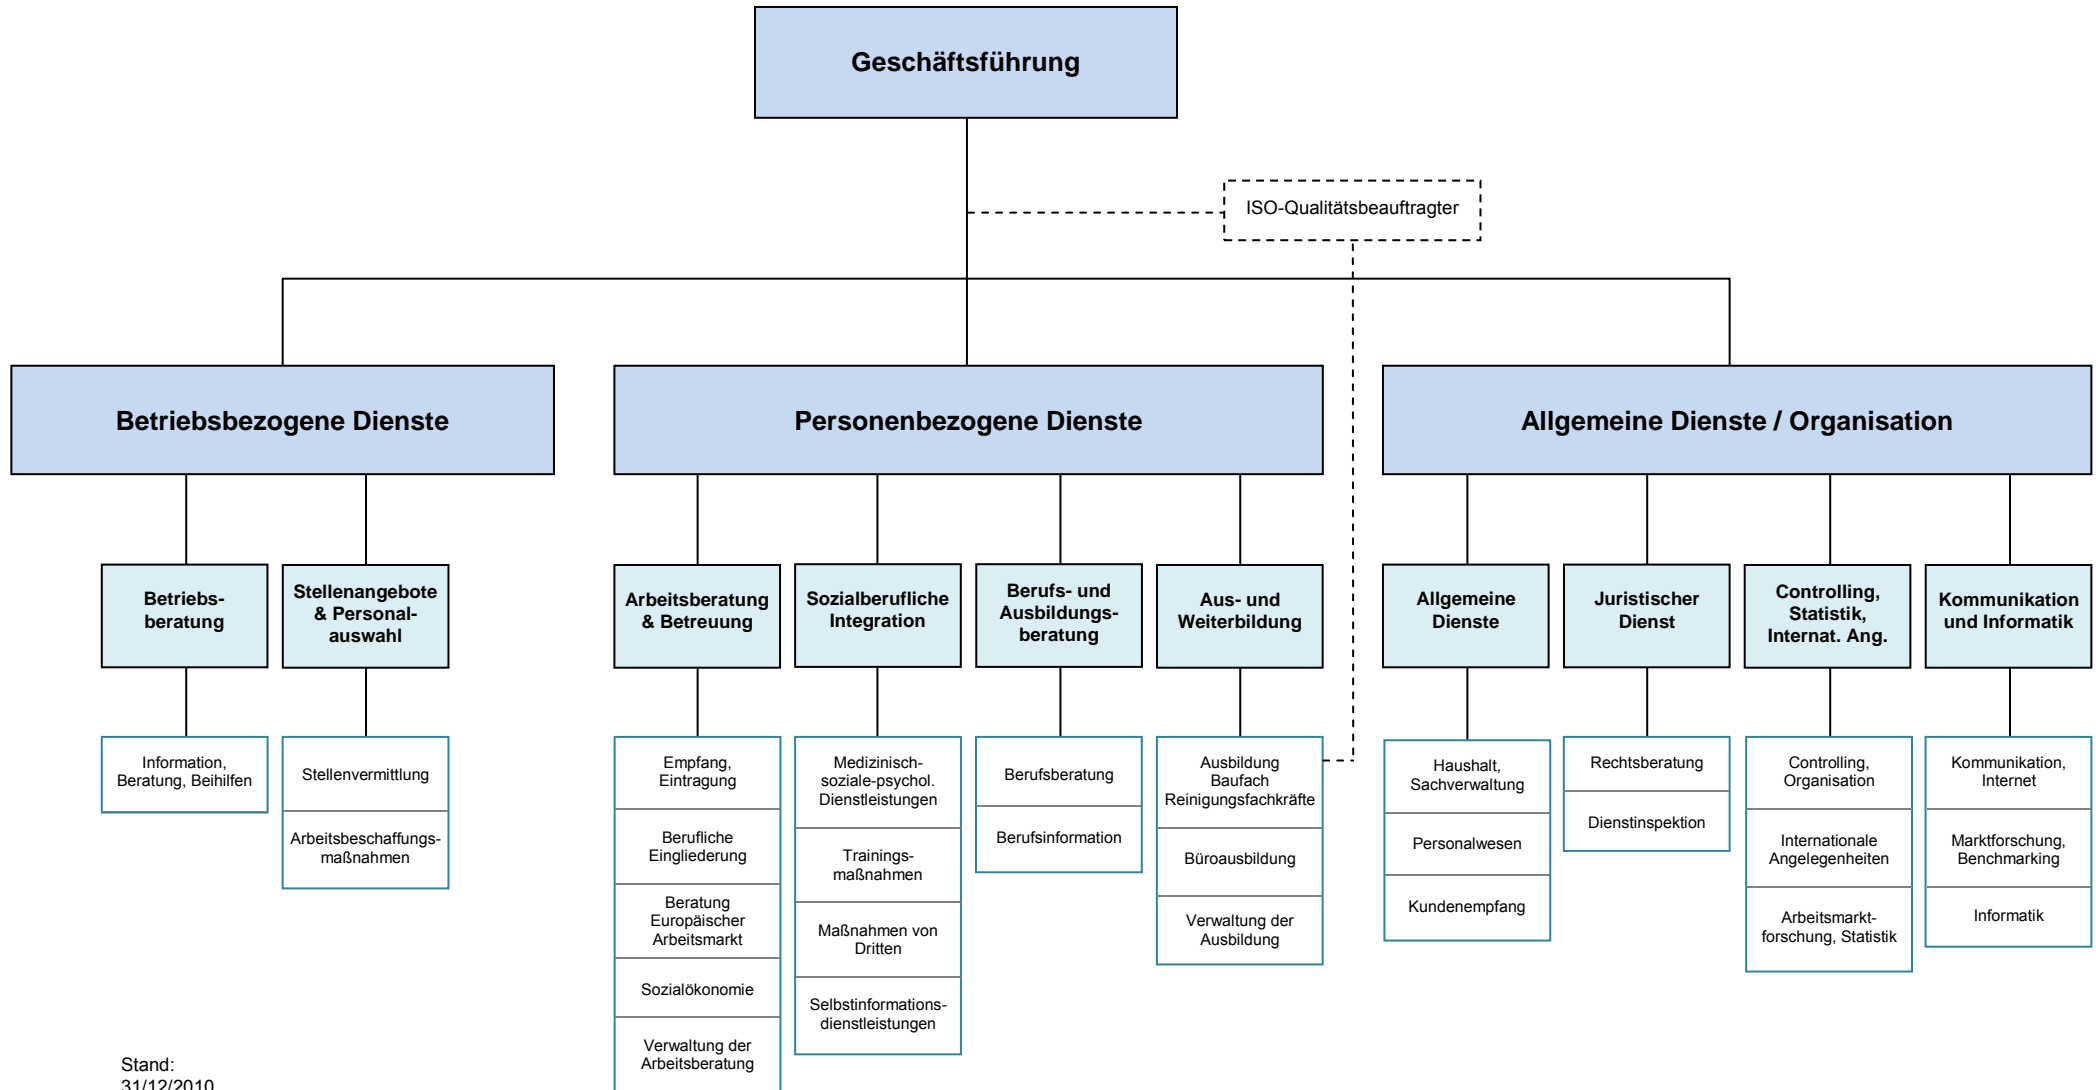 Geschäftsführung
ISO-Qualitätsbeauftragter
Betriebsbezogene Dienste
Personenbezogene Dienste
Allgemeine Dienste / Organisation
Betriebs-
beratung
Stellenangebote
& Personal-
auswahl
Arbeitsberatung
& Betreuung
Sozialberufliche
Integration
Berufs- und
Ausbildungs-
beratung
Aus- und
Weiterbildung
Allgemeine
Dienste
Juristischer
Dienst
Controlling,
Statistik,
Internat. Ang.
Kommunikation
und Informatik
Information,
Beratung, Beihilfen
Stellenvermittlung
Arbeitsbeschaffungs-
maßnahmen
Empfang,
Eintragung
Berufliche
Eingliederung
Beratung
Europäischer
Arbeitsmarkt
Sozialökonomie
Verwaltung der
Arbeitsberatung
Medizinisch-
soziale-psychol.
Dienstleistungen
Trainings-
maßnahmen
Maßnahmen von
Dritten
Selbstinformations-
dienstleistungen
Berufsberatung
Berufsinformation
Ausbildung
Baufach
Reinigungsfachkräfte
Büroausbildung
Verwaltung der
Ausbildung
Haushalt,
Sachverwaltung
Personalwesen
Kundenempfang
Rechtsberatung
Dienstinspektion
Controlling,
Organisation
Internationale
Angelegenheiten
Arbeitsmarkt-
forschung, Statistik
Kommunikation,
Internet
Marktforschung,
Benchmarking
Informatik
Stand:
31/12/2010